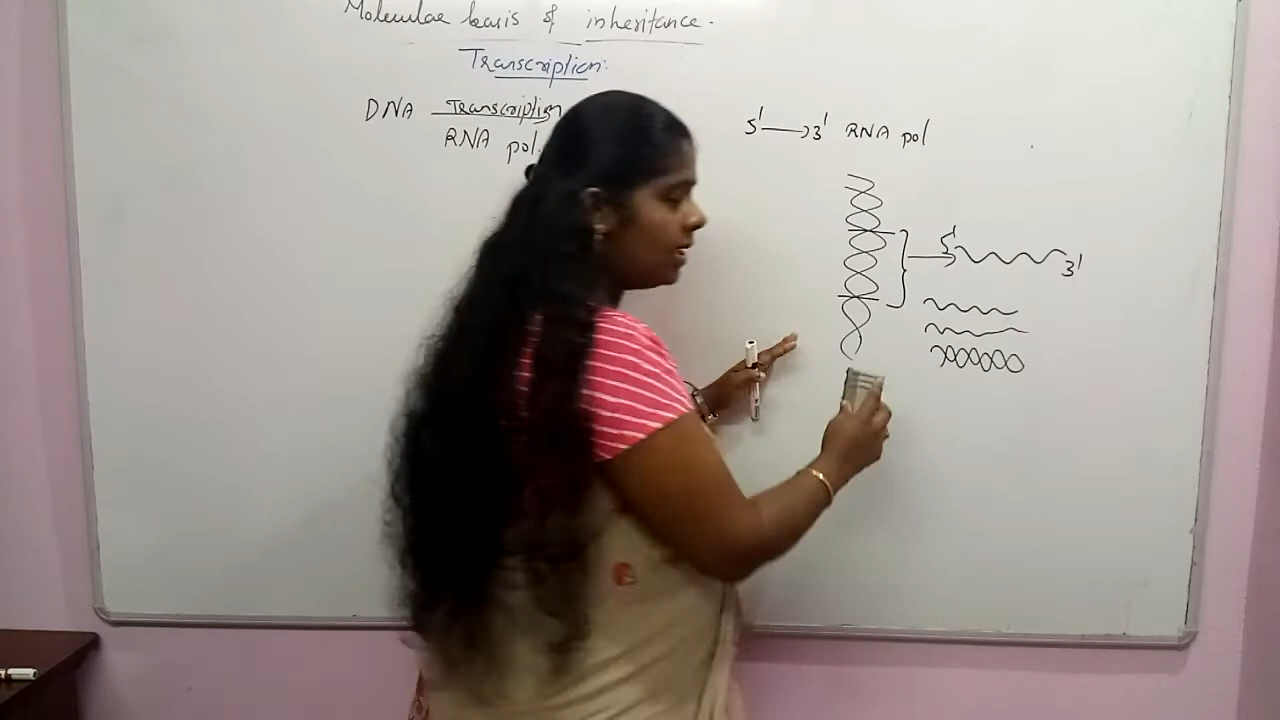 Molecular basis of inheritance.
Transcription:
DNA Transcription
RNA pol.
5' → 3' RNA pol
5'
3'